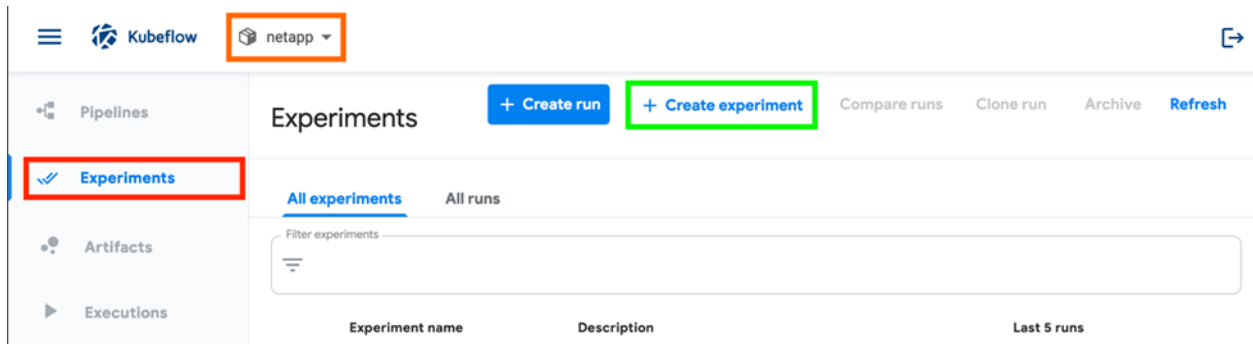 Kubeflow netapp
Pipelines
Experiments
Artifacts
Executions
Experiments + Create run + Create experiment Compare runs Clone run Archive Refresh
All experiments All runs
Filter experiments
Experiment name Description Last 5 runs